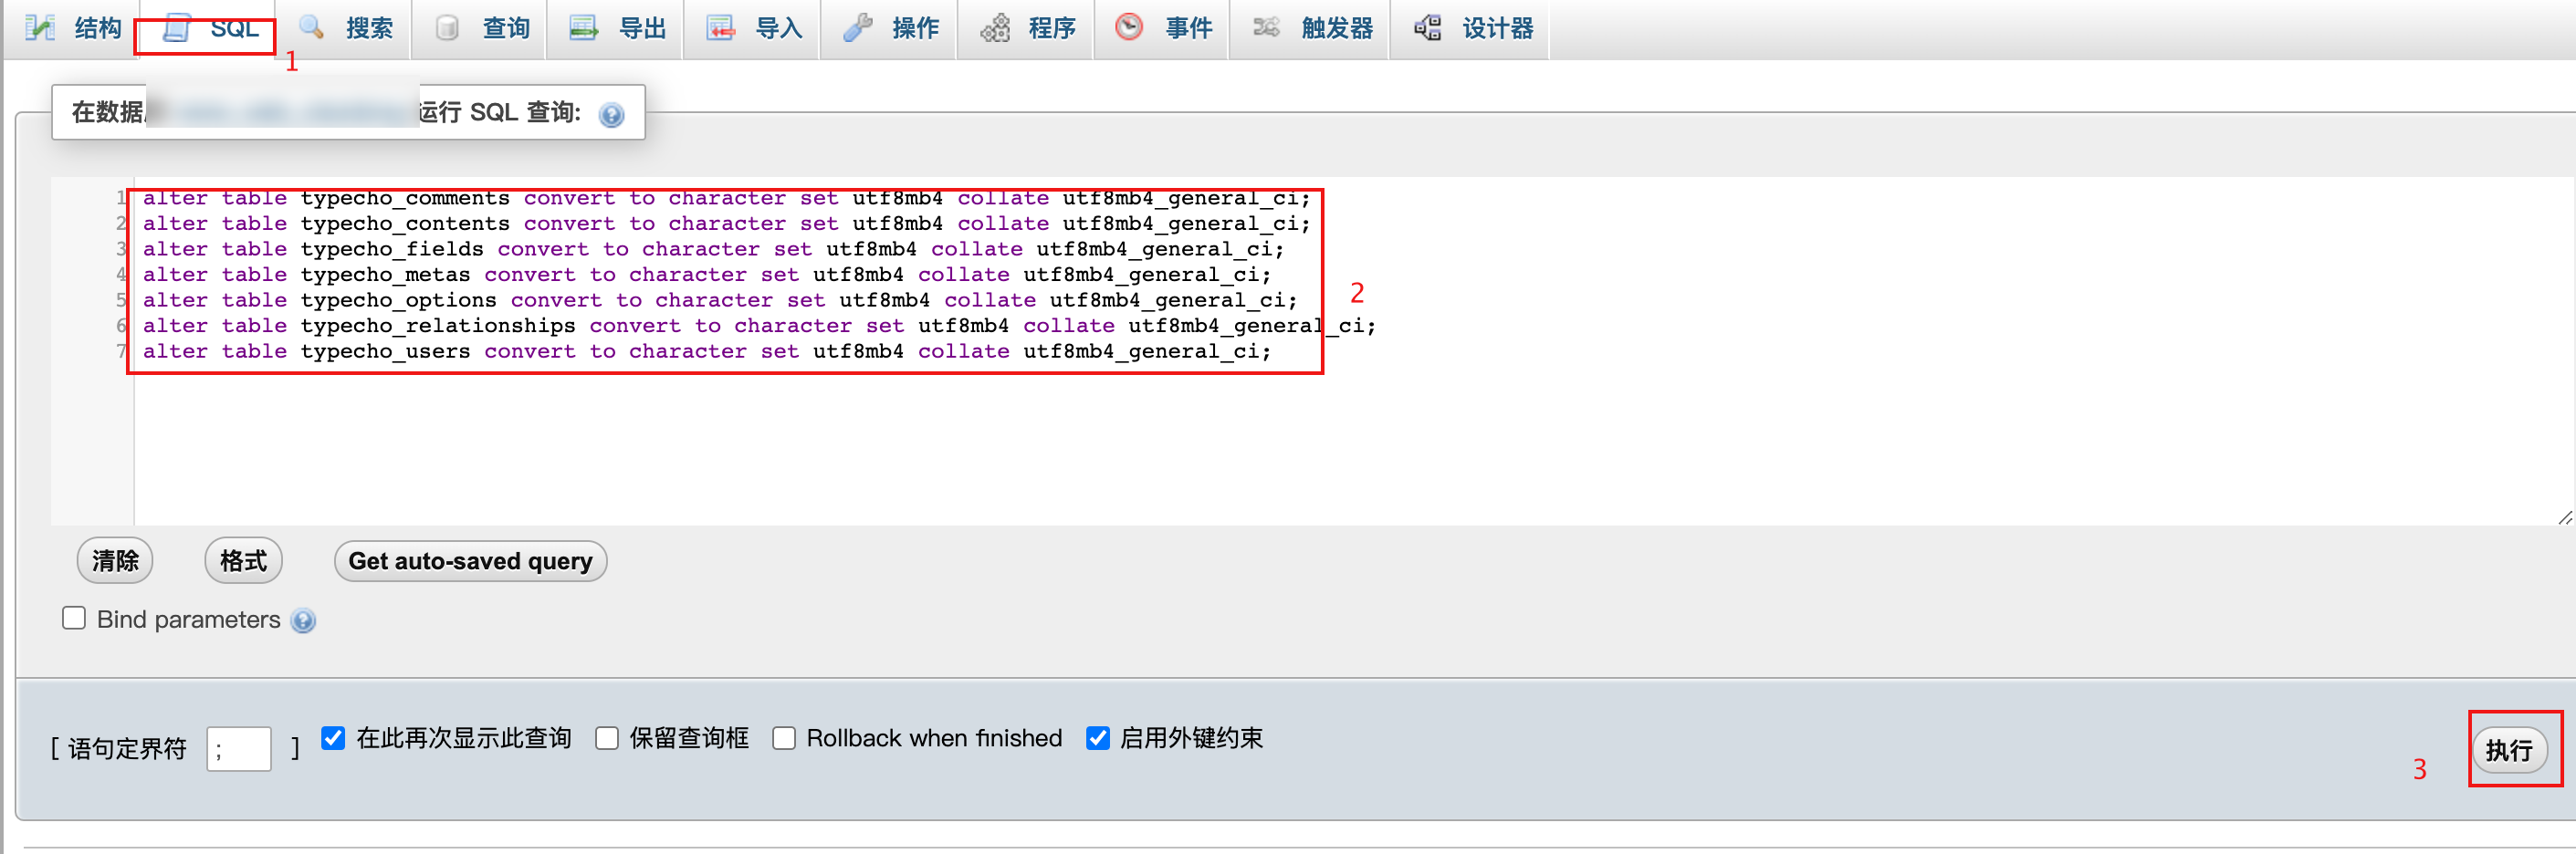 结构 SQL 搜索 查询 导出 导入 操作 程序 事件 触发器 设计器
1
在数据 运行 SQL 查询:
1 alter table typecho_comments convert to character set utf8mb4 collate utf8mb4_general_ci;
2 alter table typecho_contents convert to character set utf8mb4 collate utf8mb4_general_ci;
3 alter table typecho_fields convert to character set utf8mb4 collate utf8mb4_general_ci;
4 alter table typecho_metas convert to character set utf8mb4 collate utf8mb4_general_ci;
5 alter table typecho_options convert to character set utf8mb4 collate utf8mb4_general_ci;
6 alter table typecho_relationships convert to character set utf8mb4 collate utf8mb4_general_ci;
7 alter table typecho_users convert to character set utf8mb4 collate utf8mb4_general_ci;
2
清除 格式 Get auto-saved query
Bind parameters
[ 语句定界符 ; ] 在此再次显示此查询 保留查询框 Rollback when finished 启用外键约束
3 执行